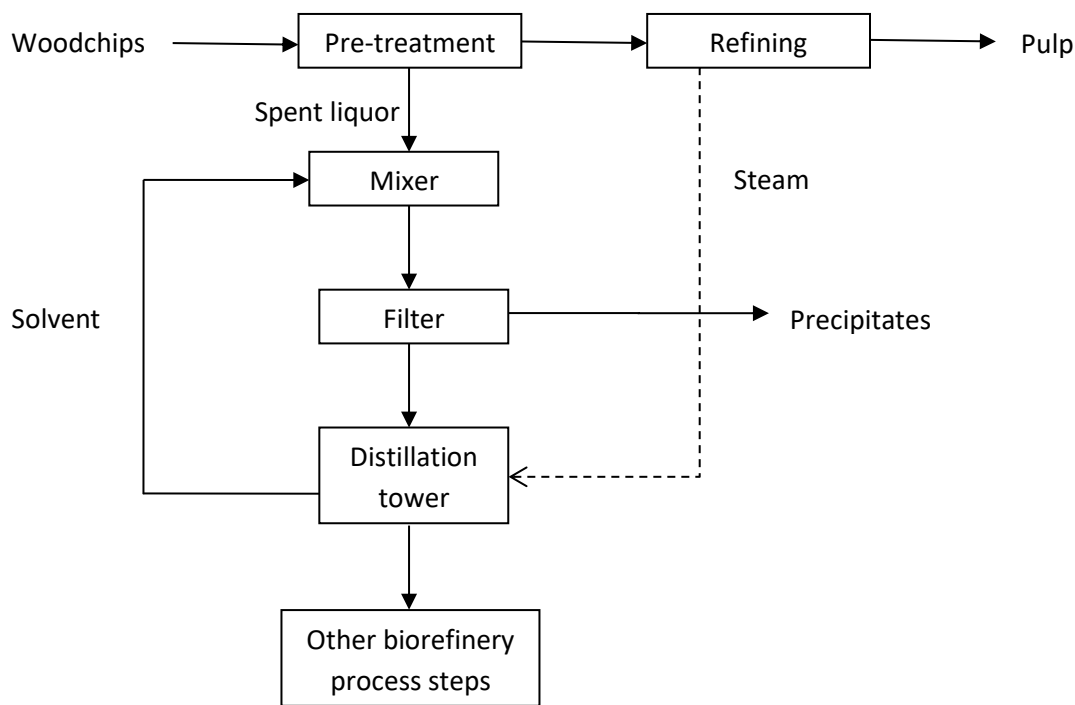 Woodchips
Pre-treatment
Refining
Pulp
Spent liquor
Mixer
Steam
Solvent
Filter
Precipitates
Distillation
tower
Other biorefinery
process steps